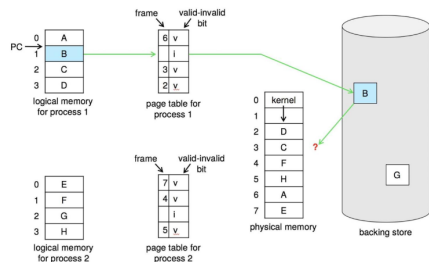 frame valid-invalid bit
PC
0 A
1 B
2 C
3 D
logical memory for process 1
6 v
i
3 v
2 v
page table for process 1
B
0 kernel
1
2 D
3 C
4 F
5 H
6 A
7 E
physical memory
?
G
backing store
frame valid-invalid bit
0 E
1 F
2 G
3 H
logical memory for process 2
7 v
4 v
i
5 v
page table for process 2